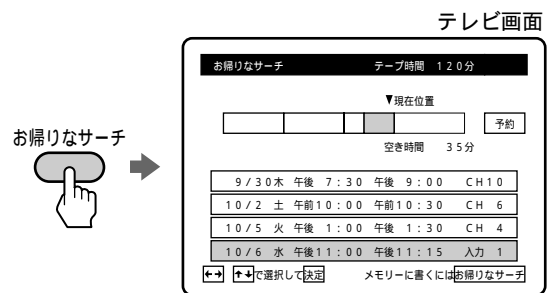 テレビ画面
お帰りなサーチ テープ時間 120分
▼現在位置
予約
空き時間 35分
お帰りなサーチ
9/30木 午後 7:30 午後 9:00 CH10
10/2 土 午前10:00 午前10:30 CH 6
10/5 火 午後 1:00 午後 1:30 CH 4
10/6 水 午後11:00 午後11:15 入力 1
←→ ↑↓で選択して決定 メモリーに書くにはお帰りなサーチ